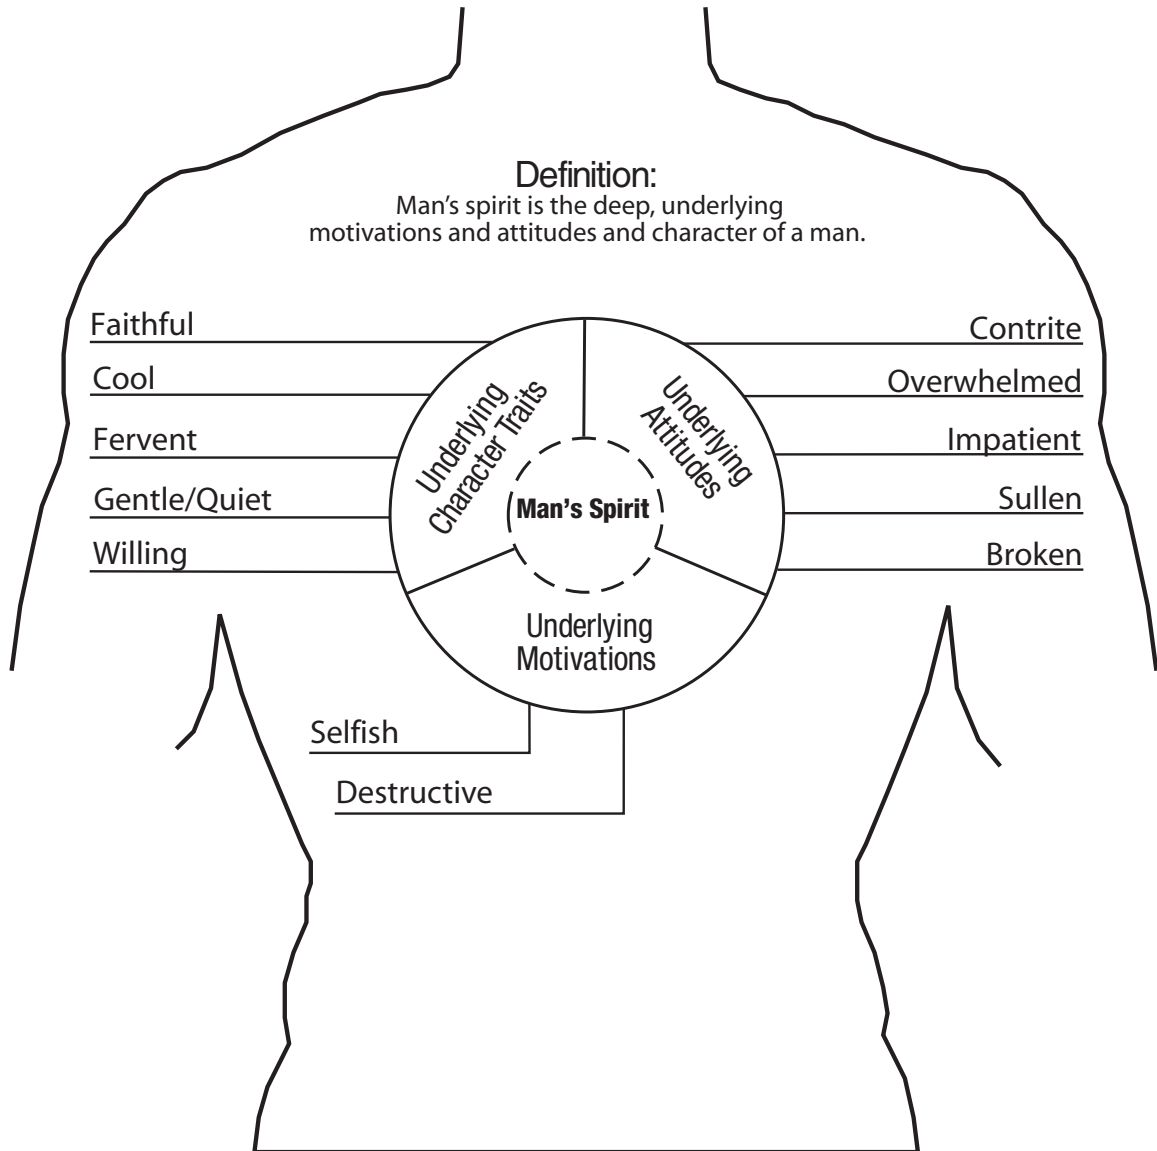 Definition:
Man's spirit is the deep, underlying
motivations and attitudes and character of a man.
Faithful
Cool
Fervent
Gentle/Quiet
Willing
Underlying
Character Traits
Underlying
Attitudes
Man's Spirit
Underlying
Motivations
Contrite
Overwhelmed
Impatient
Sullen
Broken
Selfish
Destructive